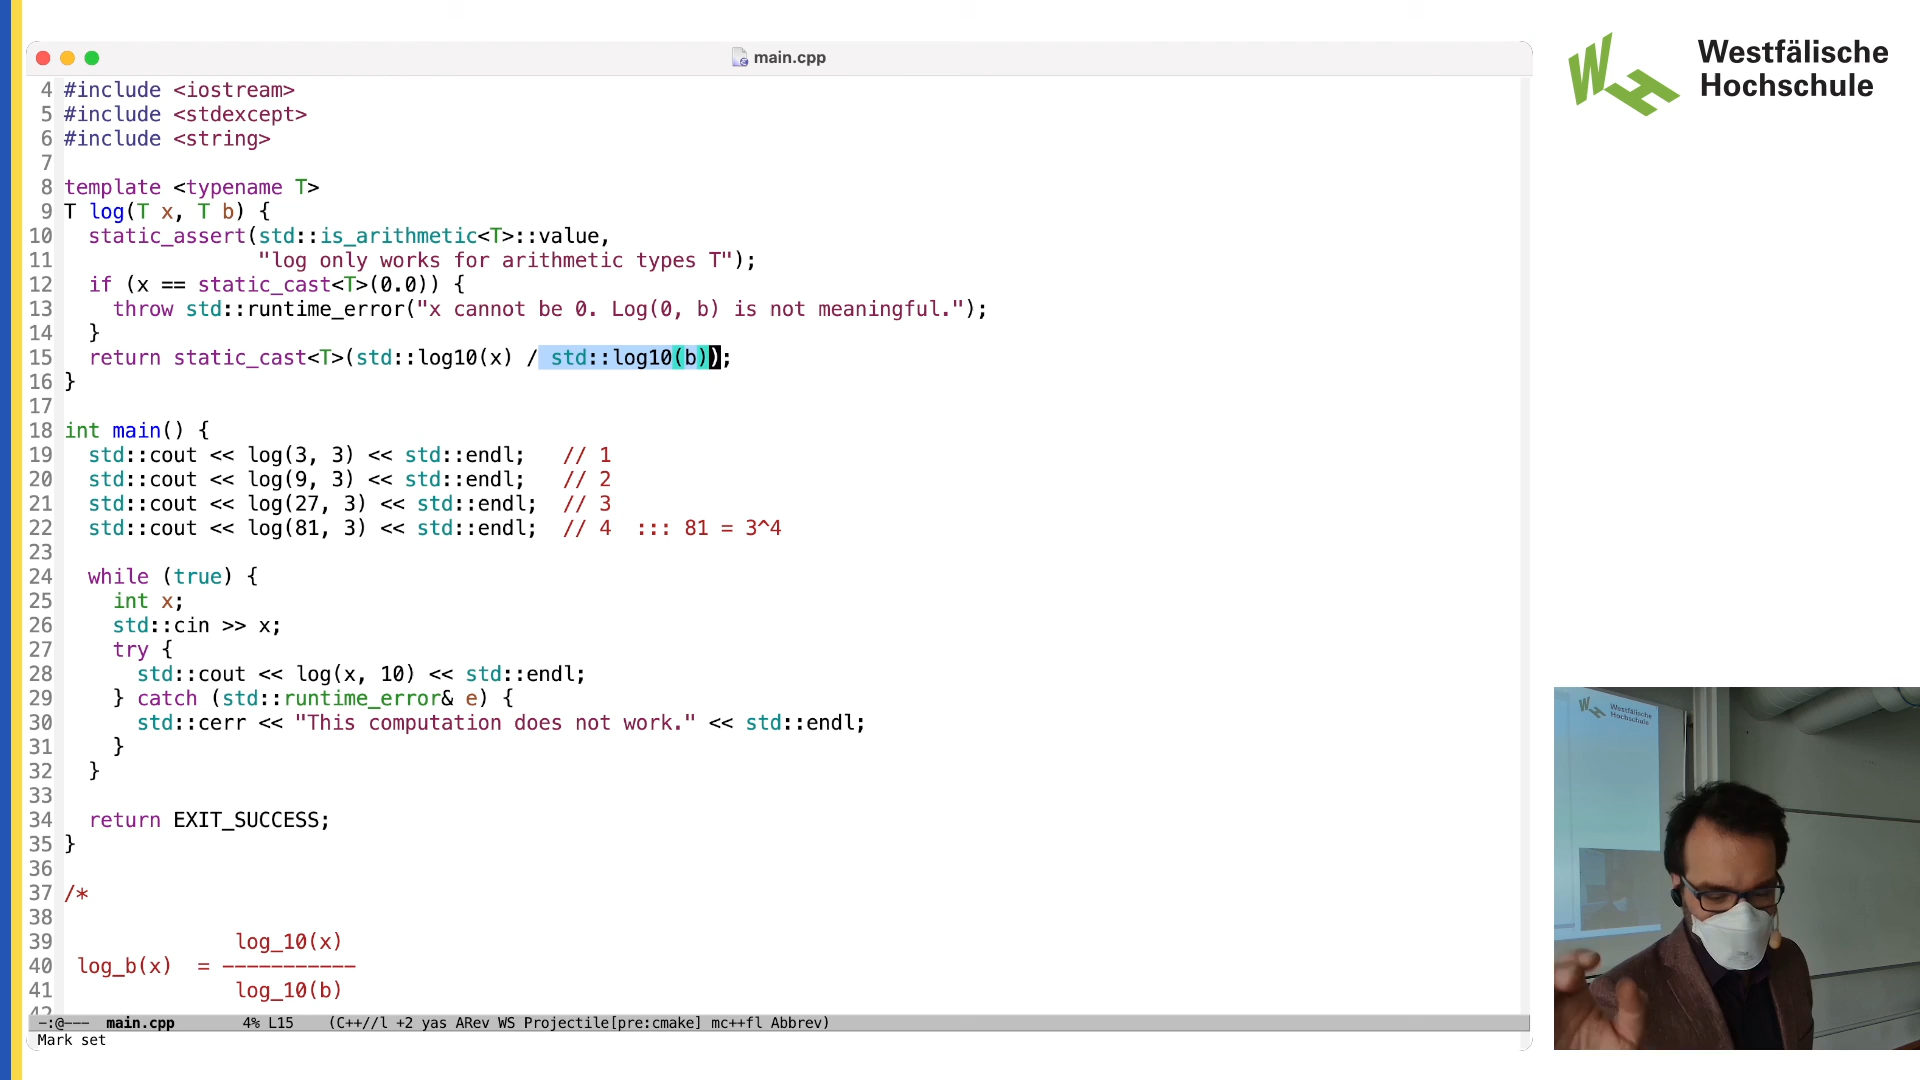 main.cpp
4 #include <iostream>
5 #include <stdexcept>
6 #include <string>
7
8 template <typename T>
9 T log(T x, T b) {
10   static_assert(std::is_arithmetic<T>::value,
11                 "log only works for arithmetic types T");
12   if (x == static_cast<T>(0.0)) {
13     throw std::runtime_error("x cannot be 0. Log(0, b) is not meaningful.");
14   }
15   return static_cast<T>(std::log10(x) / std::log10(b));
16 }
17
18 int main() {
19   std::cout << log(3, 3) << std::endl;   // 1
20   std::cout << log(9, 3) << std::endl;   // 2
21   std::cout << log(27, 3) << std::endl;  // 3
22   std::cout << log(81, 3) << std::endl;  // 4  ::: 81 = 3^4
23
24   while (true) {
25     int x;
26     std::cin >> x;
27     try {
28       std::cout << log(x, 10) << std::endl;
29     } catch (std::runtime_error& e) {
30       std::cerr << "This computation does not work." << std::endl;
31     }
32   }
33
34   return EXIT_SUCCESS;
35 }
36
37 /*
38
39               log_10(x)
40  log_b(x)  = -----------
41               log_10(b)
42
-:@---  main.cpp      4% L15   (C++//l +2 yas ARev WS Projectile[pre:cmake] mc++fl Abbrev)
Mark set
Westfälische
Hochschule
Westfälische
Hochschule